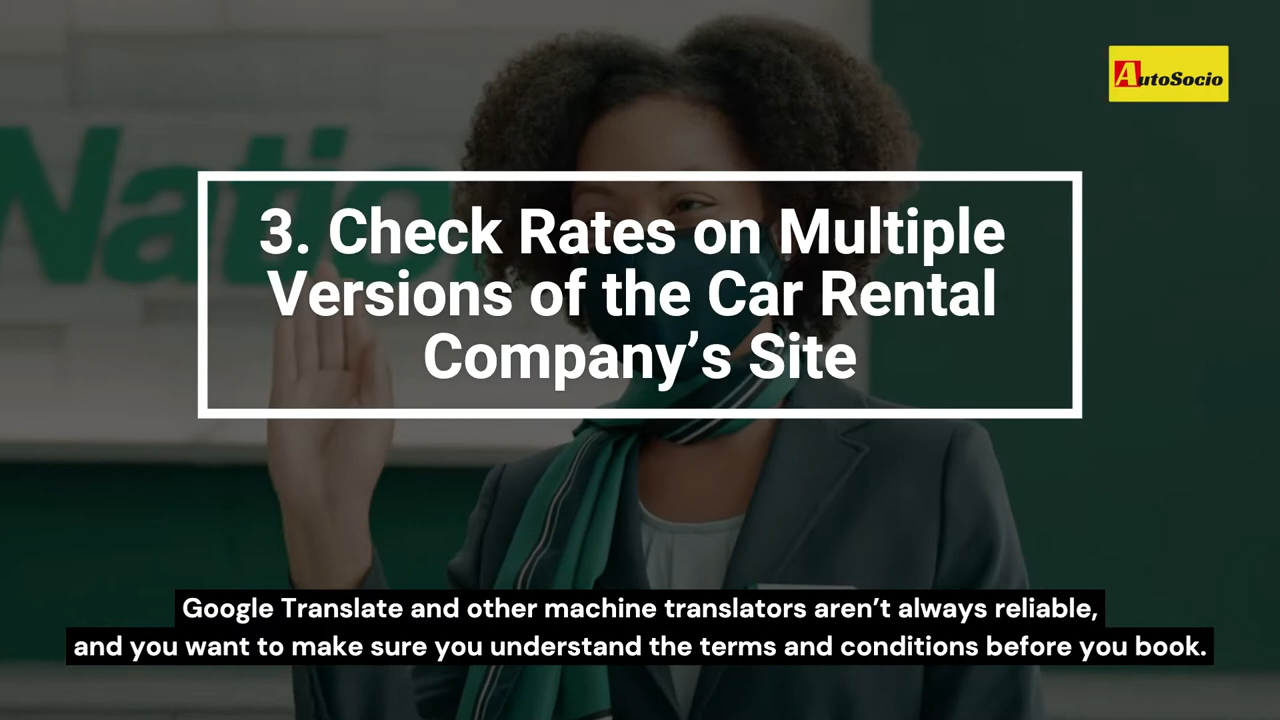 AutoSocio
Natio
3. Check Rates on Multiple
Versions of the Car Rental
Company’s Site
Google Translate and other machine translators aren’t always reliable,
and you want to make sure you understand the terms and conditions before you book.